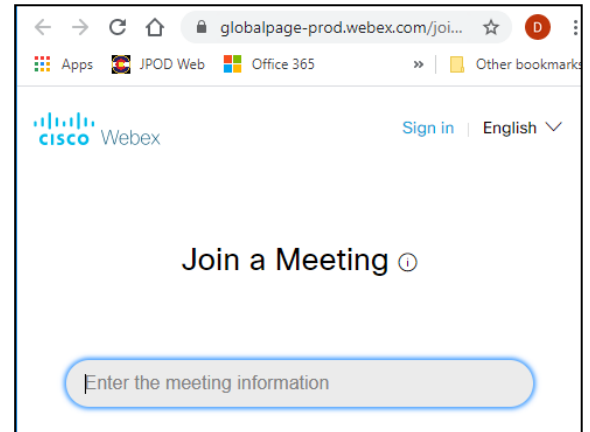 globalpage-prod.webex.com/joi... D
Apps JPOD Web Office 365 » Other bookmarks
CISCO Webex Sign in | English
Join a Meeting
Enter the meeting information